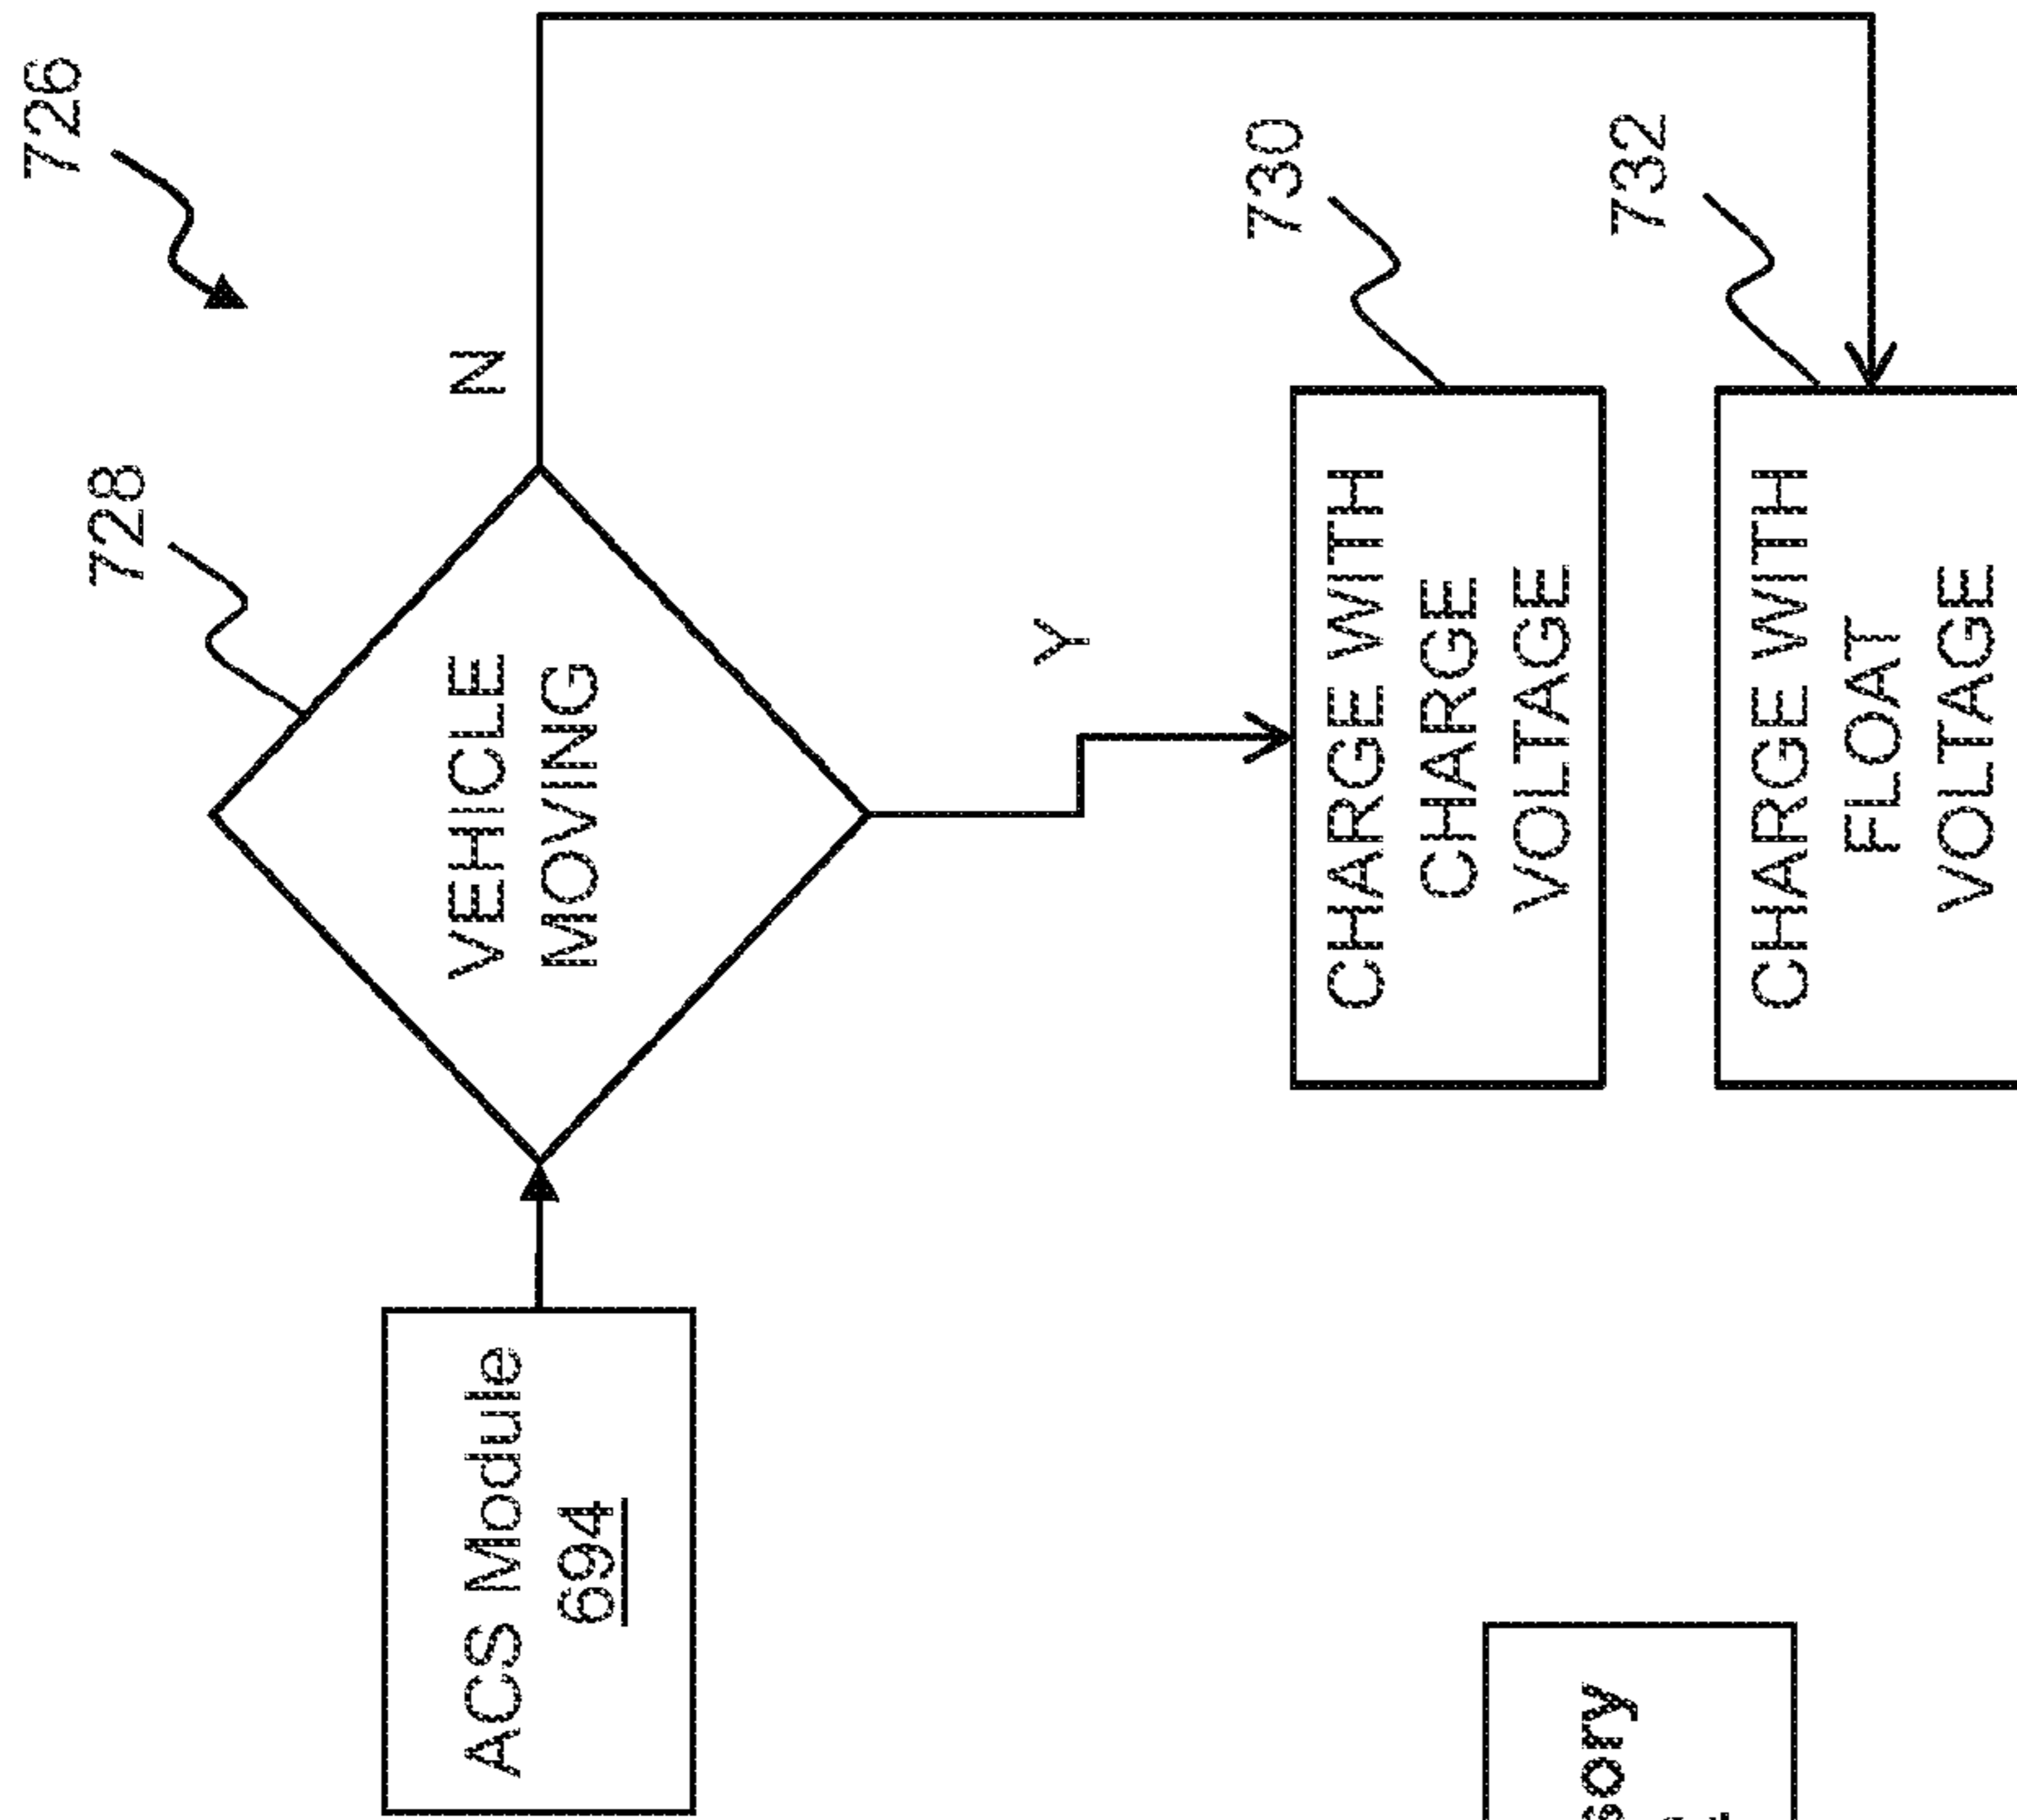 726
728
VEHICLE
MOVING
N
Y
ACS Module
694
730
CHARGE WITH
CHARGE
VOLTAGE
732
CHARGE WITH
FLOAT
VOLTAGE